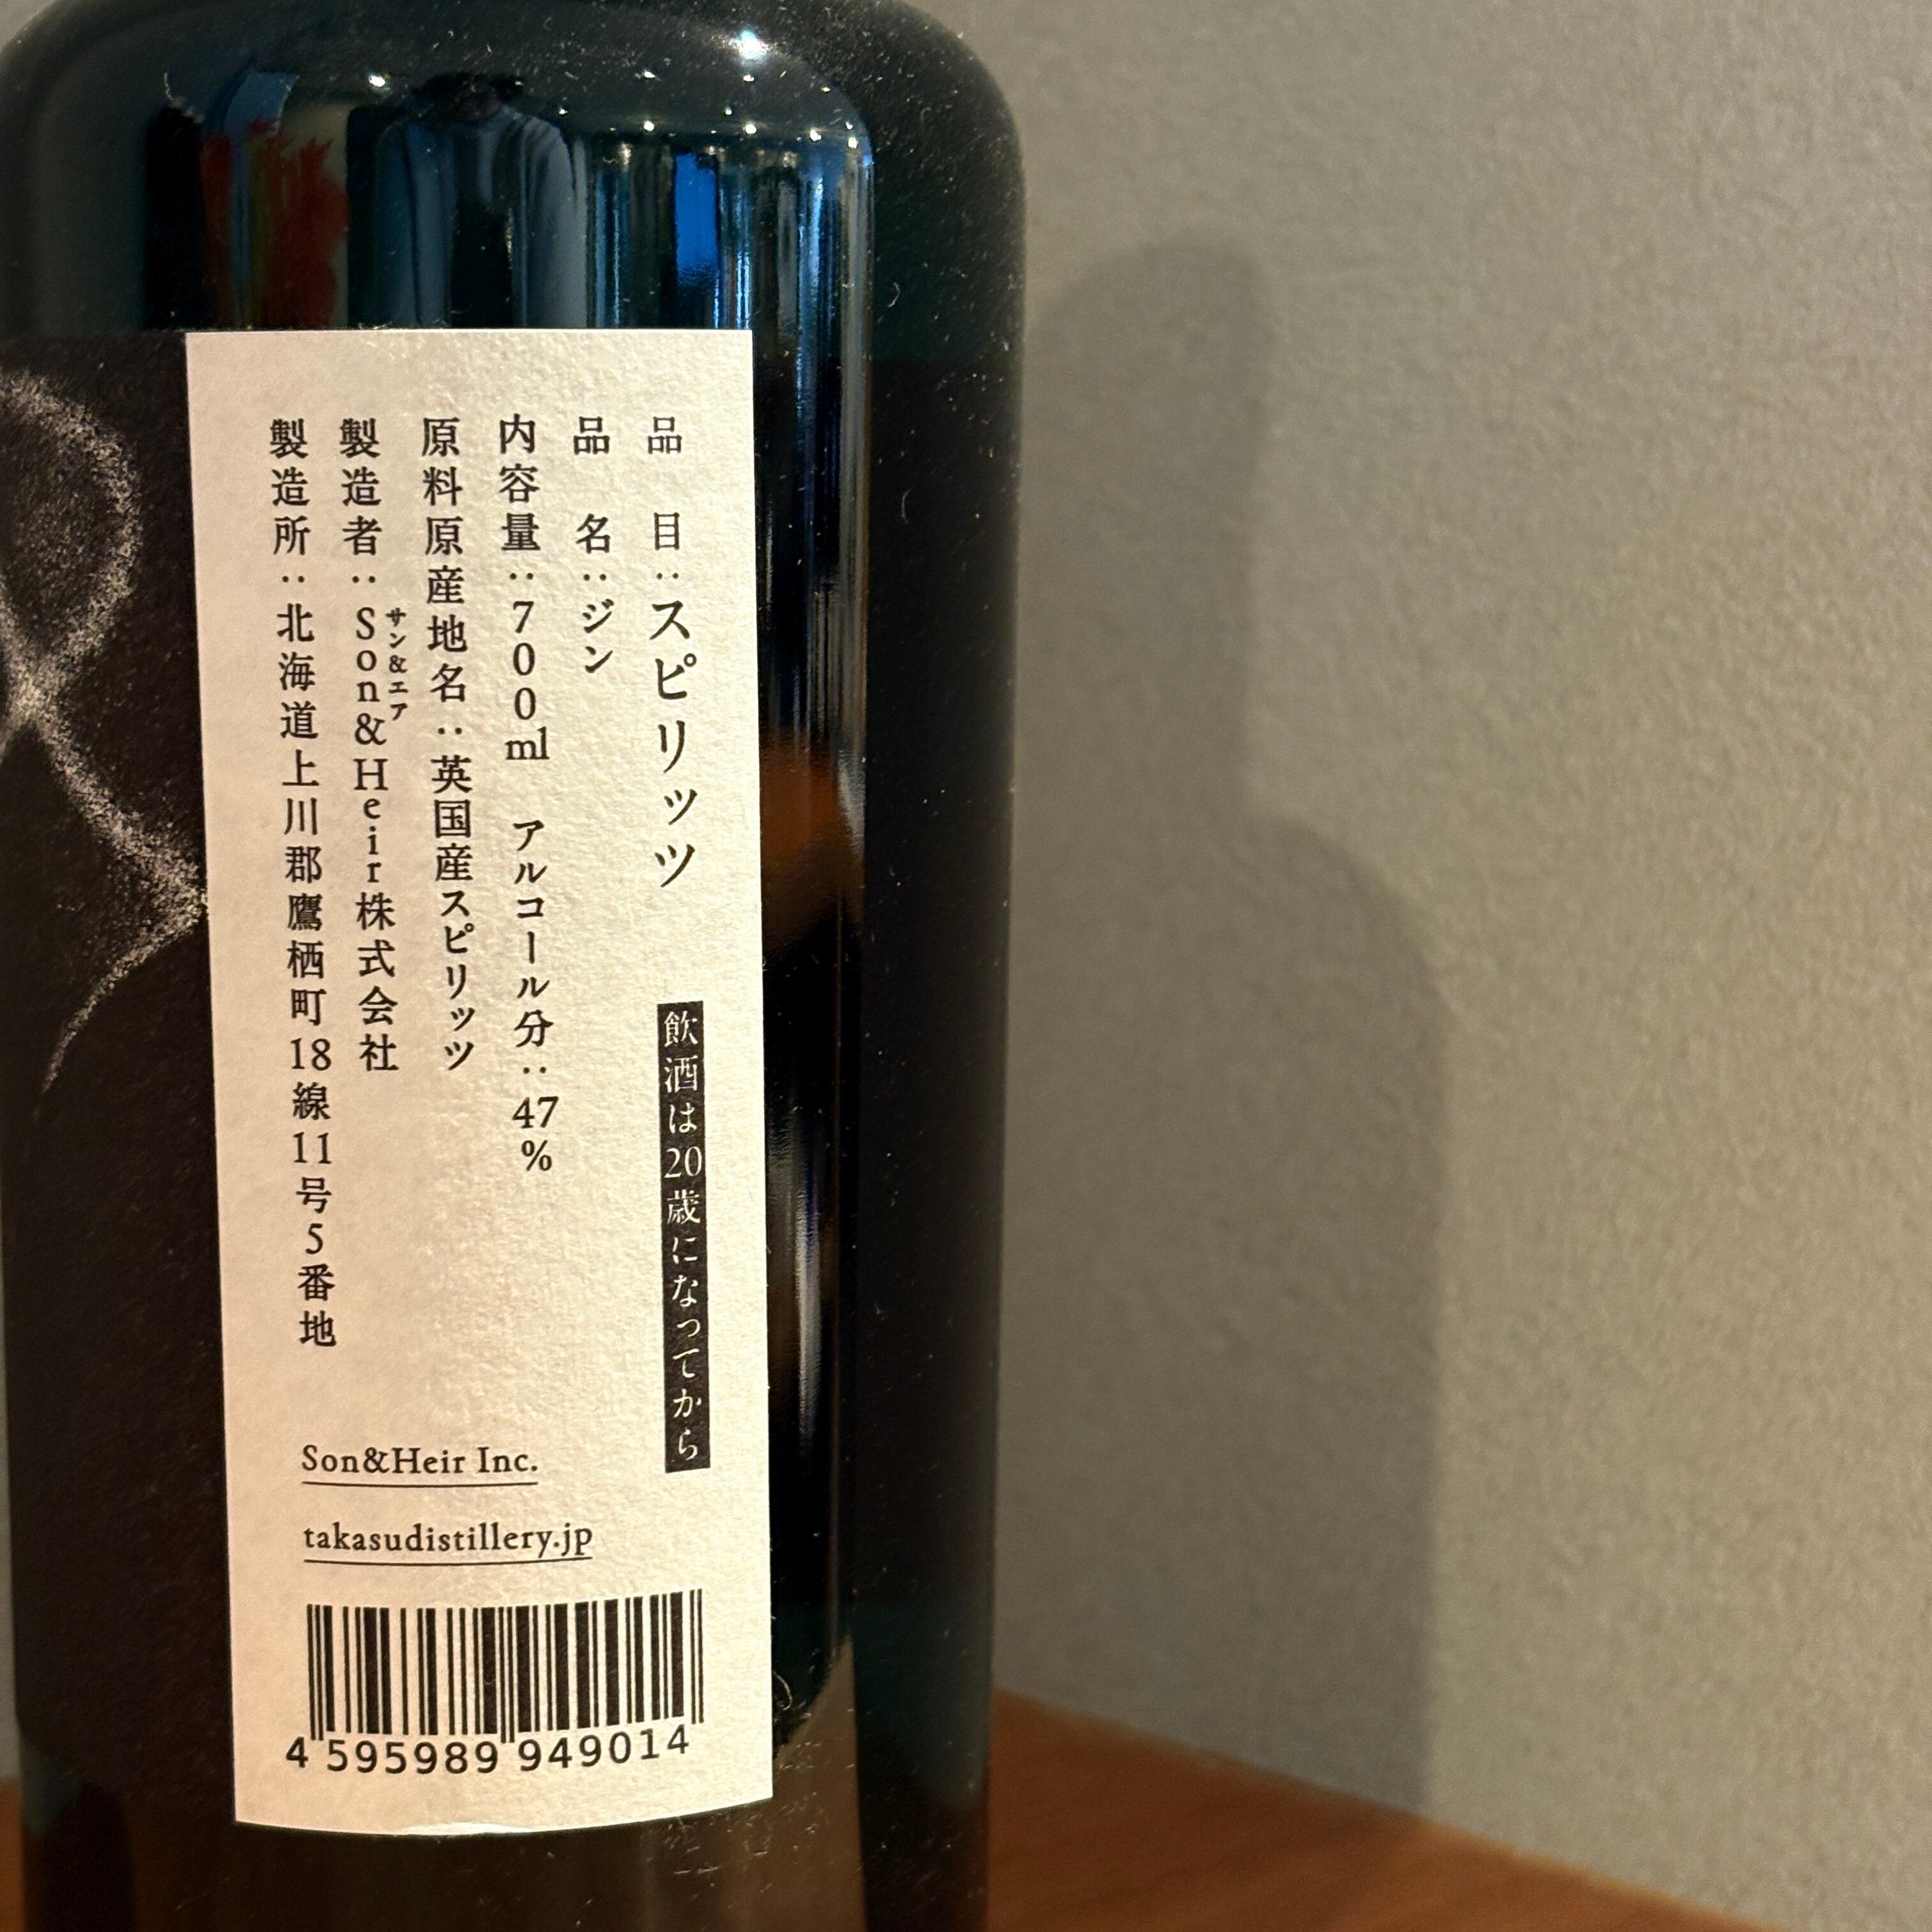 品　目：スピリッツ
飲酒は20歳になってから
品　名：ジン
内容量：700ml　アルコール分：47%
原料原産地名：英国産スピリッツ
サン&エア
製造者：Son&Heir株式会社
製造所：北海道上川郡鷹栖町18線11号5番地
Son&Heir Inc.
takasudistillery.jp
4 595989 949014